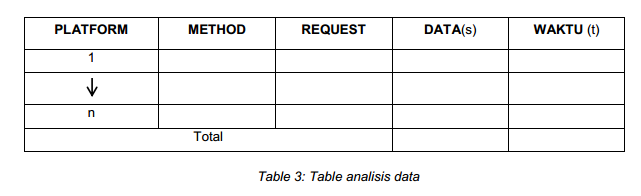 PLATFORM METHOD REQUEST DATA(s) WAKTU (t)
1
↓
n
Total
Table 3: Table analisis data